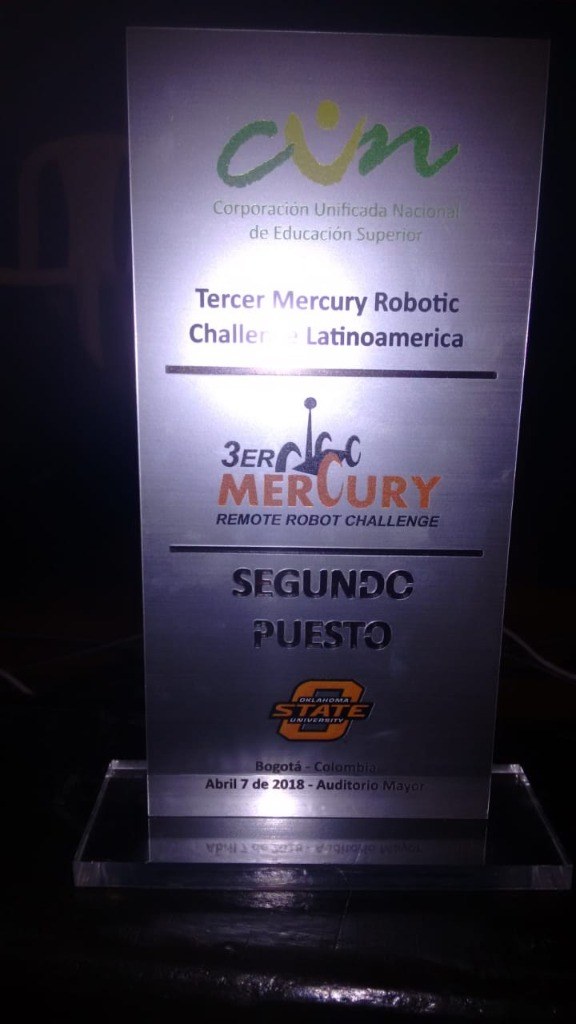 cun
Corporación Unificada Nacional
de Educación Superior
Tercer Mercury Robotic
Challenge Latinoamerica
3ER
MERCURY
REMOTE ROBOT CHALLENGE
SEGUNDO
PUESTO
OKLAHOMA
STATE
UNIVERSITY
Bogotá - Colombia
Abril 7 de 2018 - Auditorio Mayor